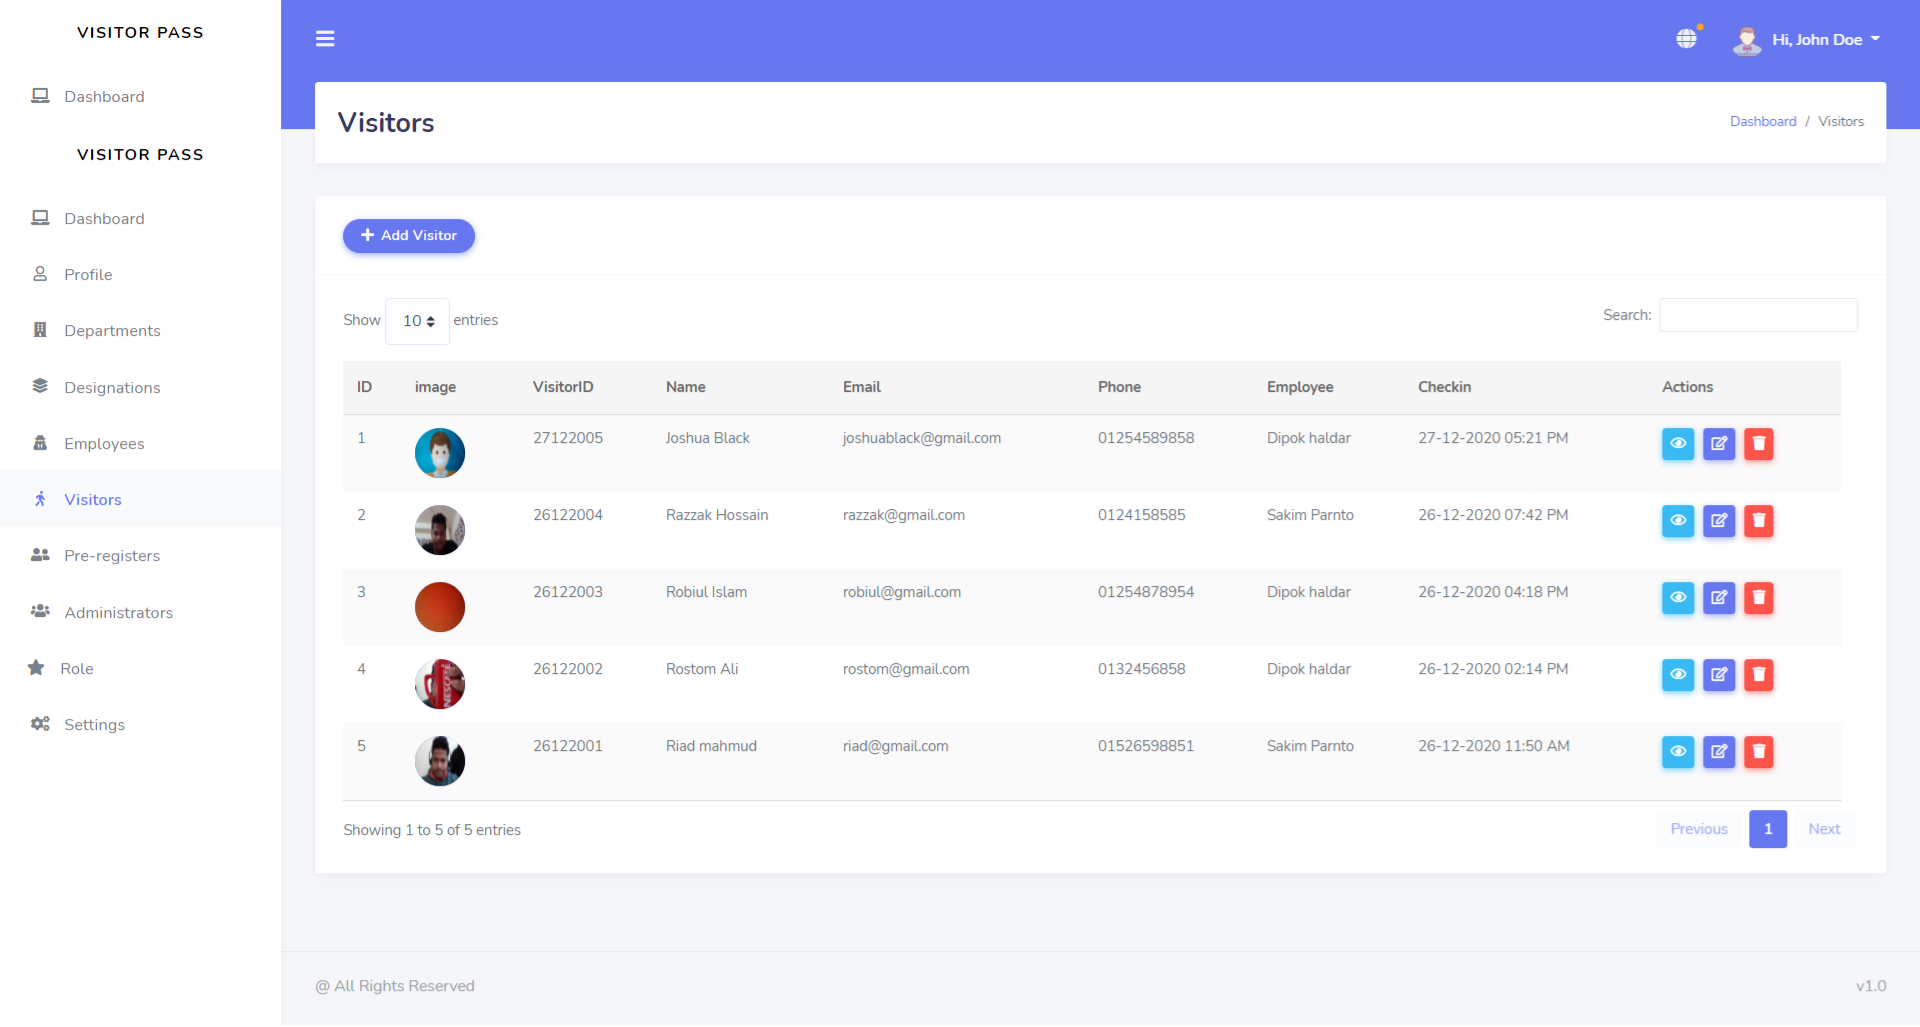 VISITOR PASS
Dashboard
VISITOR PASS
Dashboard
Profile
Departments
Designations
Employees
Visitors
Pre-registers
Administrators
Role
Settings
Hi, John Doe
Visitors
Dashboard / Visitors
Add Visitor
Show 10 entries
Search:
ID image VisitorID Name Email Phone Employee Checkin Actions
1 27122005 Joshua Black joshuablack@gmail.com 01254589858 Dipok haldar 27-12-2020 05:21 PM
2 26122004 Razzak Hossain razzak@gmail.com 0124158585 Sakim Parnto 26-12-2020 07:42 PM
3 26122003 Robiul Islam robiul@gmail.com 01254878954 Dipok haldar 26-12-2020 04:18 PM
4 26122002 Rostom Ali rostom@gmail.com 0132456858 Dipok haldar 26-12-2020 02:14 PM
5 26122001 Riad mahmud riad@gmail.com 01526598851 Sakim Parnto 26-12-2020 11:50 AM
Showing 1 to 5 of 5 entries
Previous 1 Next
@ All Rights Reserved
v1.0